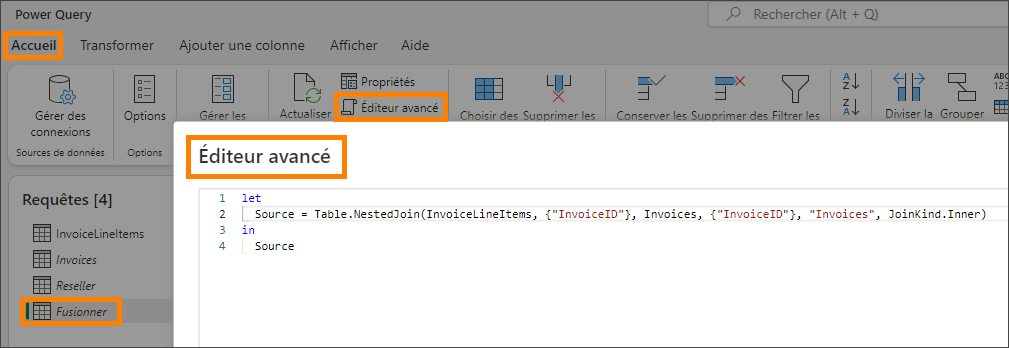 Power Query
Rechercher (Alt + Q)
Accueil Transformer Ajouter une colonne Afficher Aide
Gérer des
connexions
Sources de données
Options
Options
Gérer les
Actualiser
Propriétés
Éditeur avancé
Choisir des Supprimer les
Conserver les Supprimer des Filtrer les
A
Z
Z
A
Diviser la Grouper
ABC
123
Éditeur avancé
1 let
2 Source = Table.NestedJoin(InvoiceLineItems, {"InvoiceID"}, Invoices, {"InvoiceID"}, "Invoices", JoinKind.Inner)
3 in
4 Source
Requêtes [4]
InvoiceLineItems
Invoices
Reseller
Fusionner